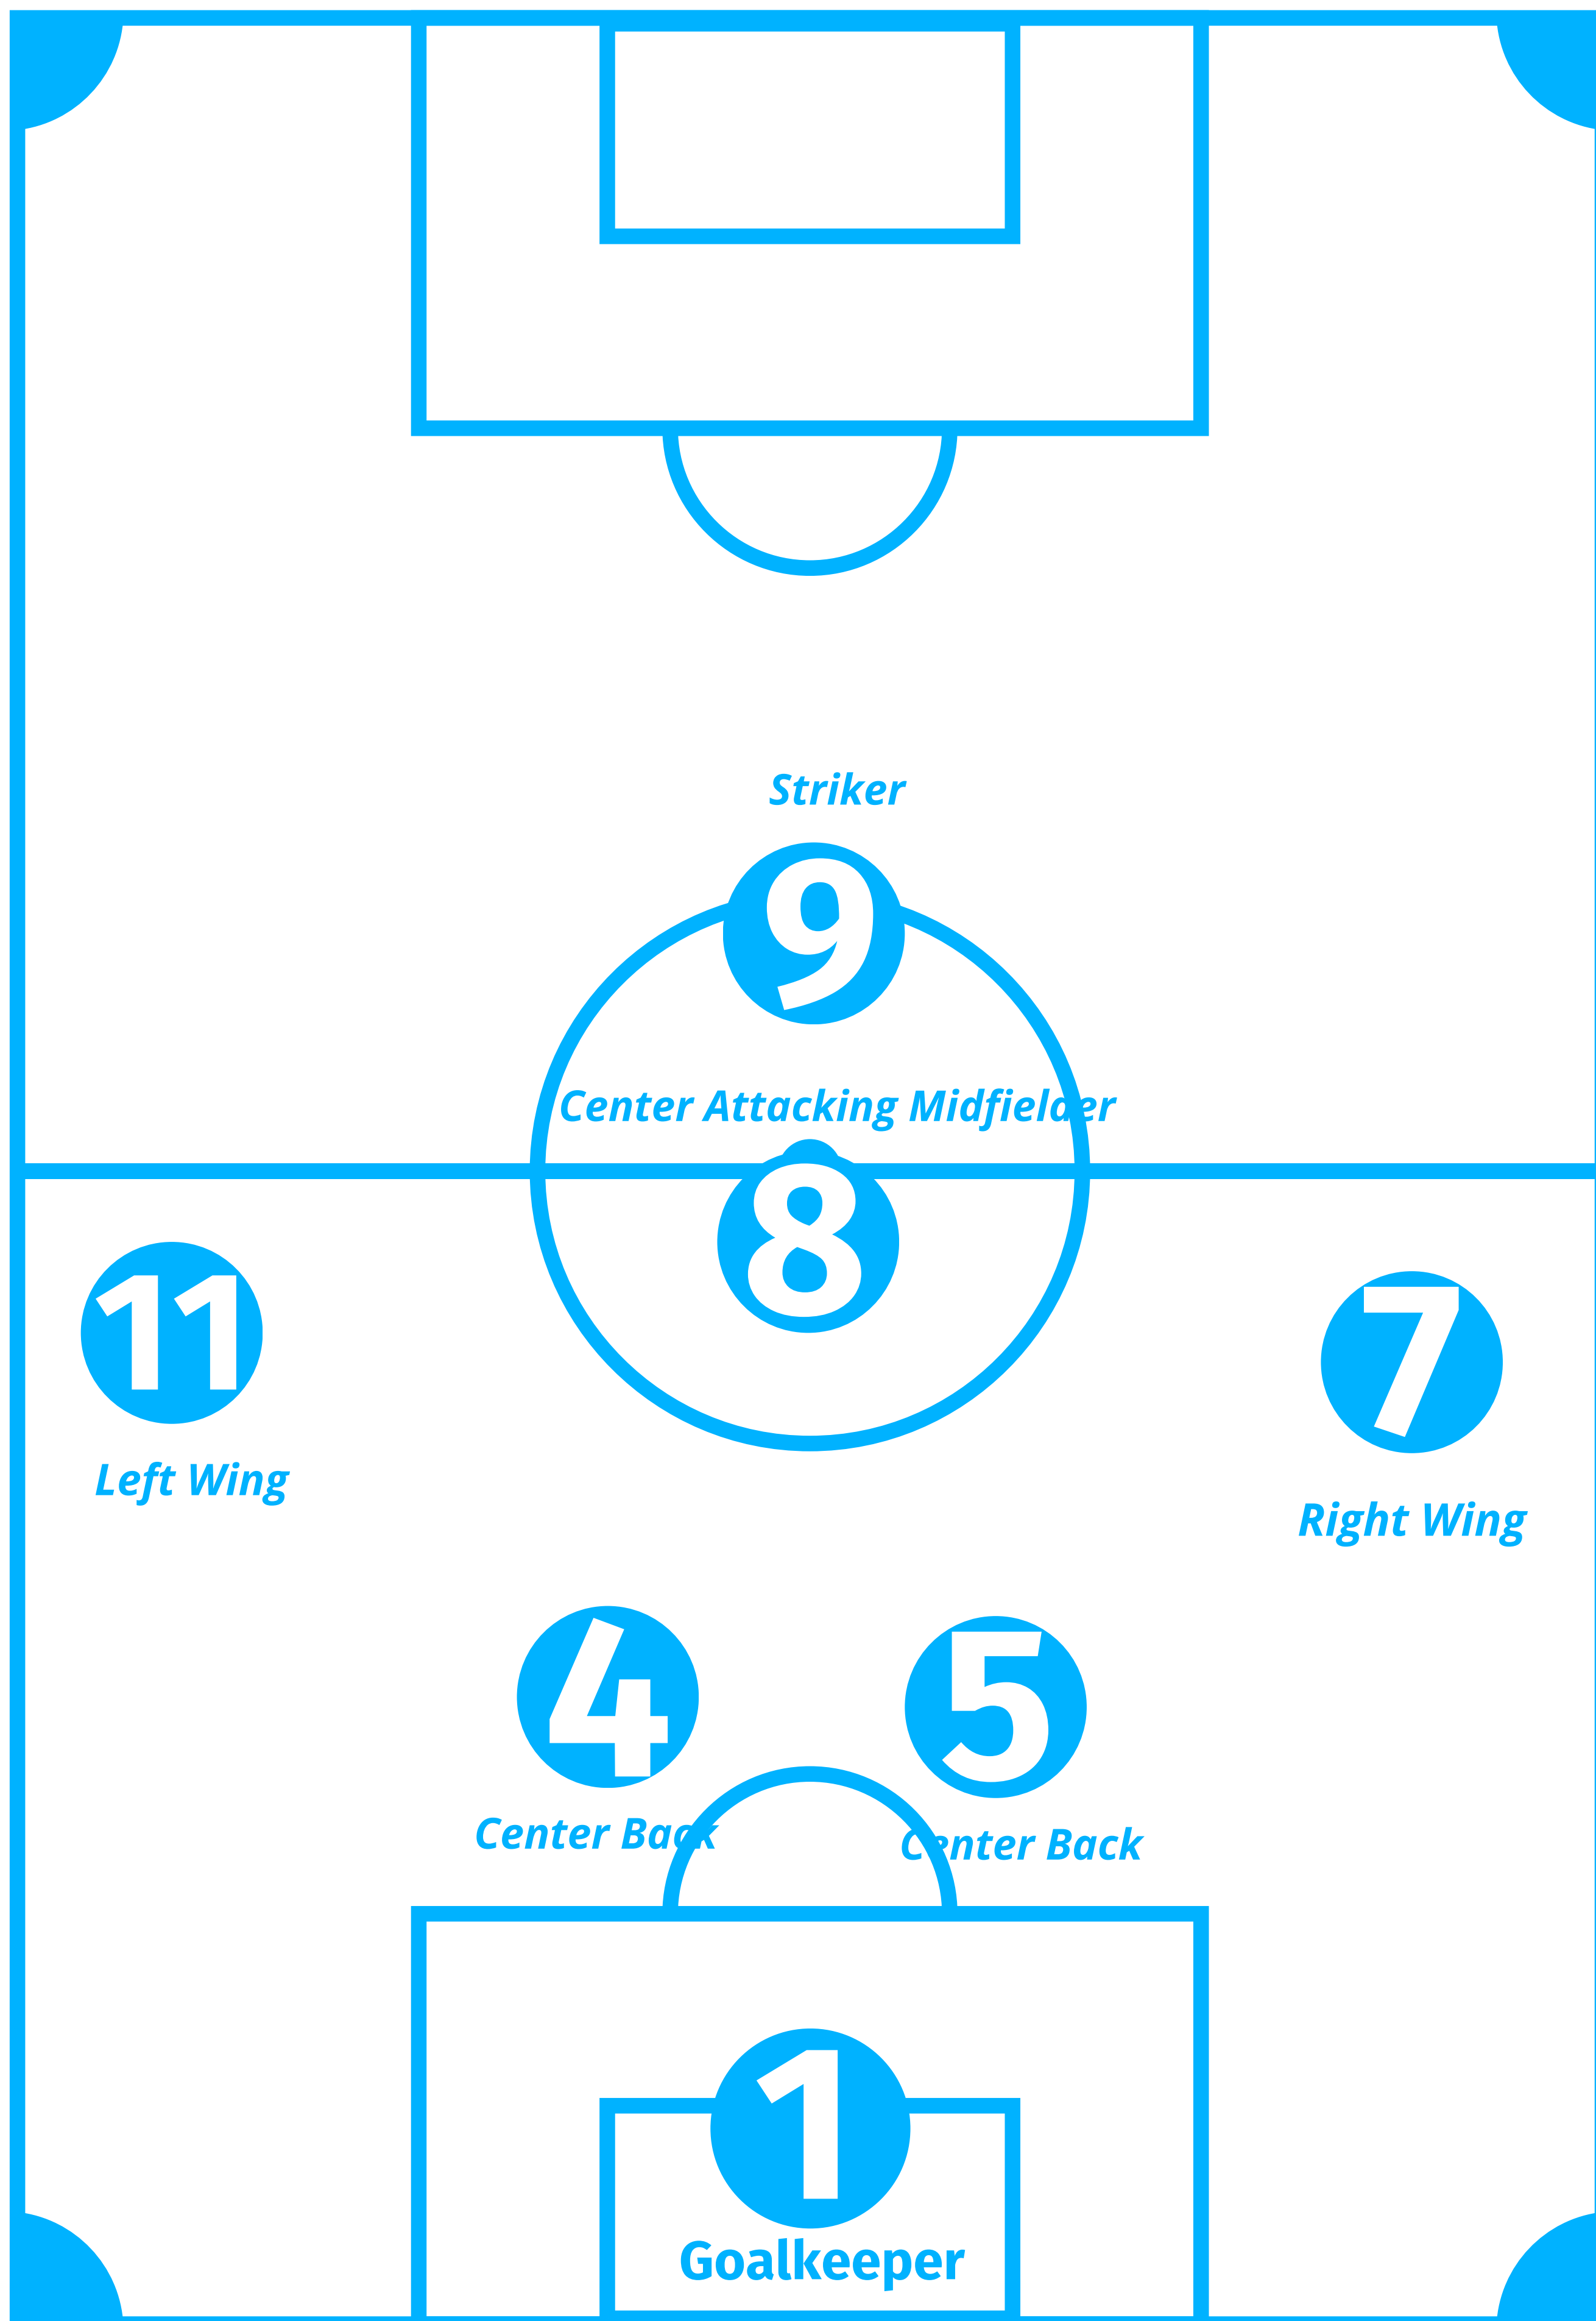 Striker
9
Center Attacking Midfielder
8
11
7
Left Wing
Right Wing
4
5
Center Back
Center Back
1
Goalkeeper